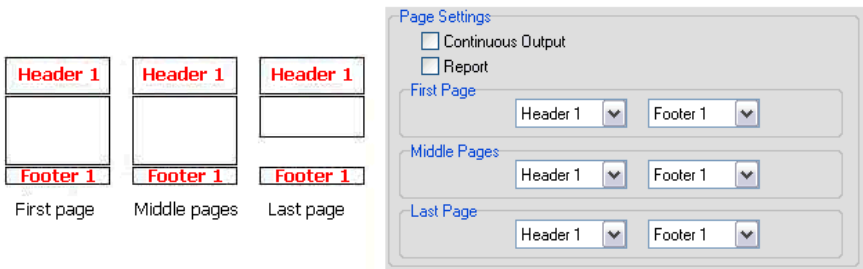 Header 1 Header 1 Header 1
Footer 1 Footer 1 Footer 1
First page Middle pages Last page
Page Settings
Continuous Output
Report
First Page
Header 1 Footer 1
Middle Pages
Header 1 Footer 1
Last Page
Header 1 Footer 1